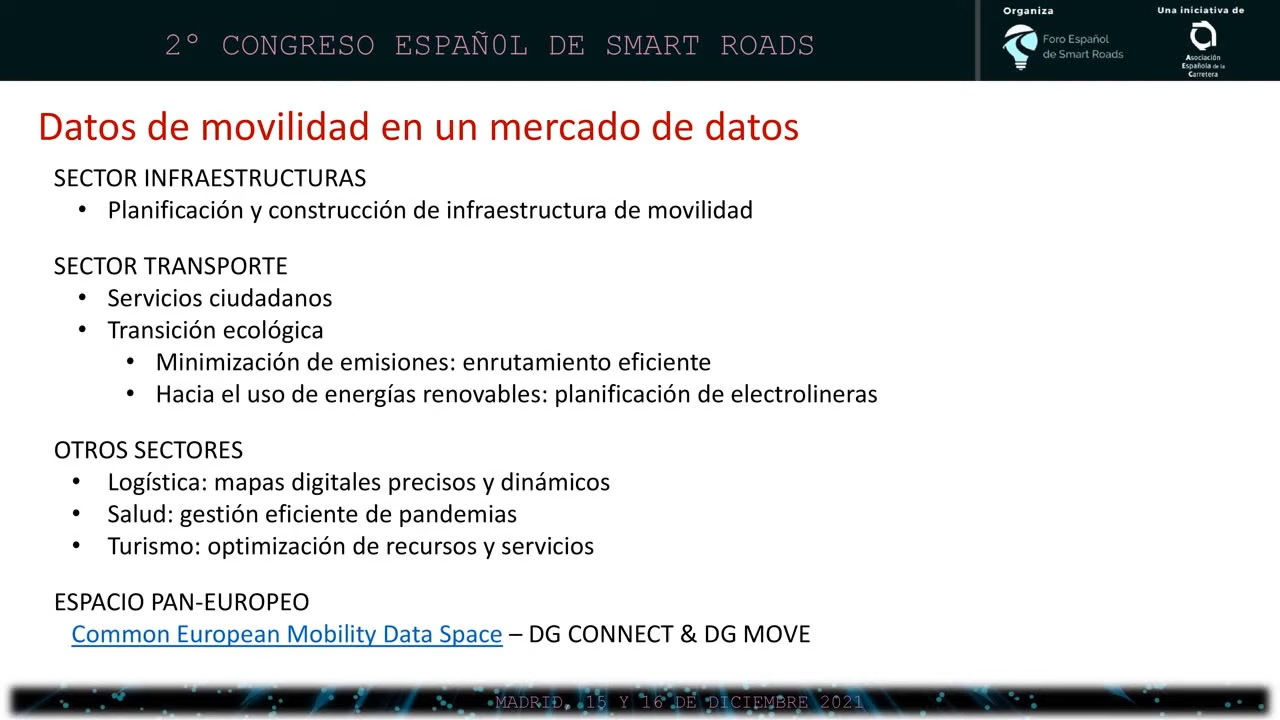 2º CONGRESO ESPAÑ0L DE SMART ROADS
Organiza
Foro Español
de Smart Roads
Una iniciativa de
Asociación
Española de la
Carretera
Datos de movilidad en un mercado de datos
SECTOR INFRAESTRUCTURAS
• Planificación y construcción de infraestructura de movilidad
SECTOR TRANSPORTE
• Servicios ciudadanos
• Transición ecológica
• Minimización de emisiones: enrutamiento eficiente
• Hacia el uso de energías renovables: planificación de electrolineras
OTROS SECTORES
• Logística: mapas digitales precisos y dinámicos
• Salud: gestión eficiente de pandemias
• Turismo: optimización de recursos y servicios
ESPACIO PAN-EUROPEO
Common European Mobility Data Space – DG CONNECT & DG MOVE
MADRID, 15 Y 16 DE DICIEMBRE 2021